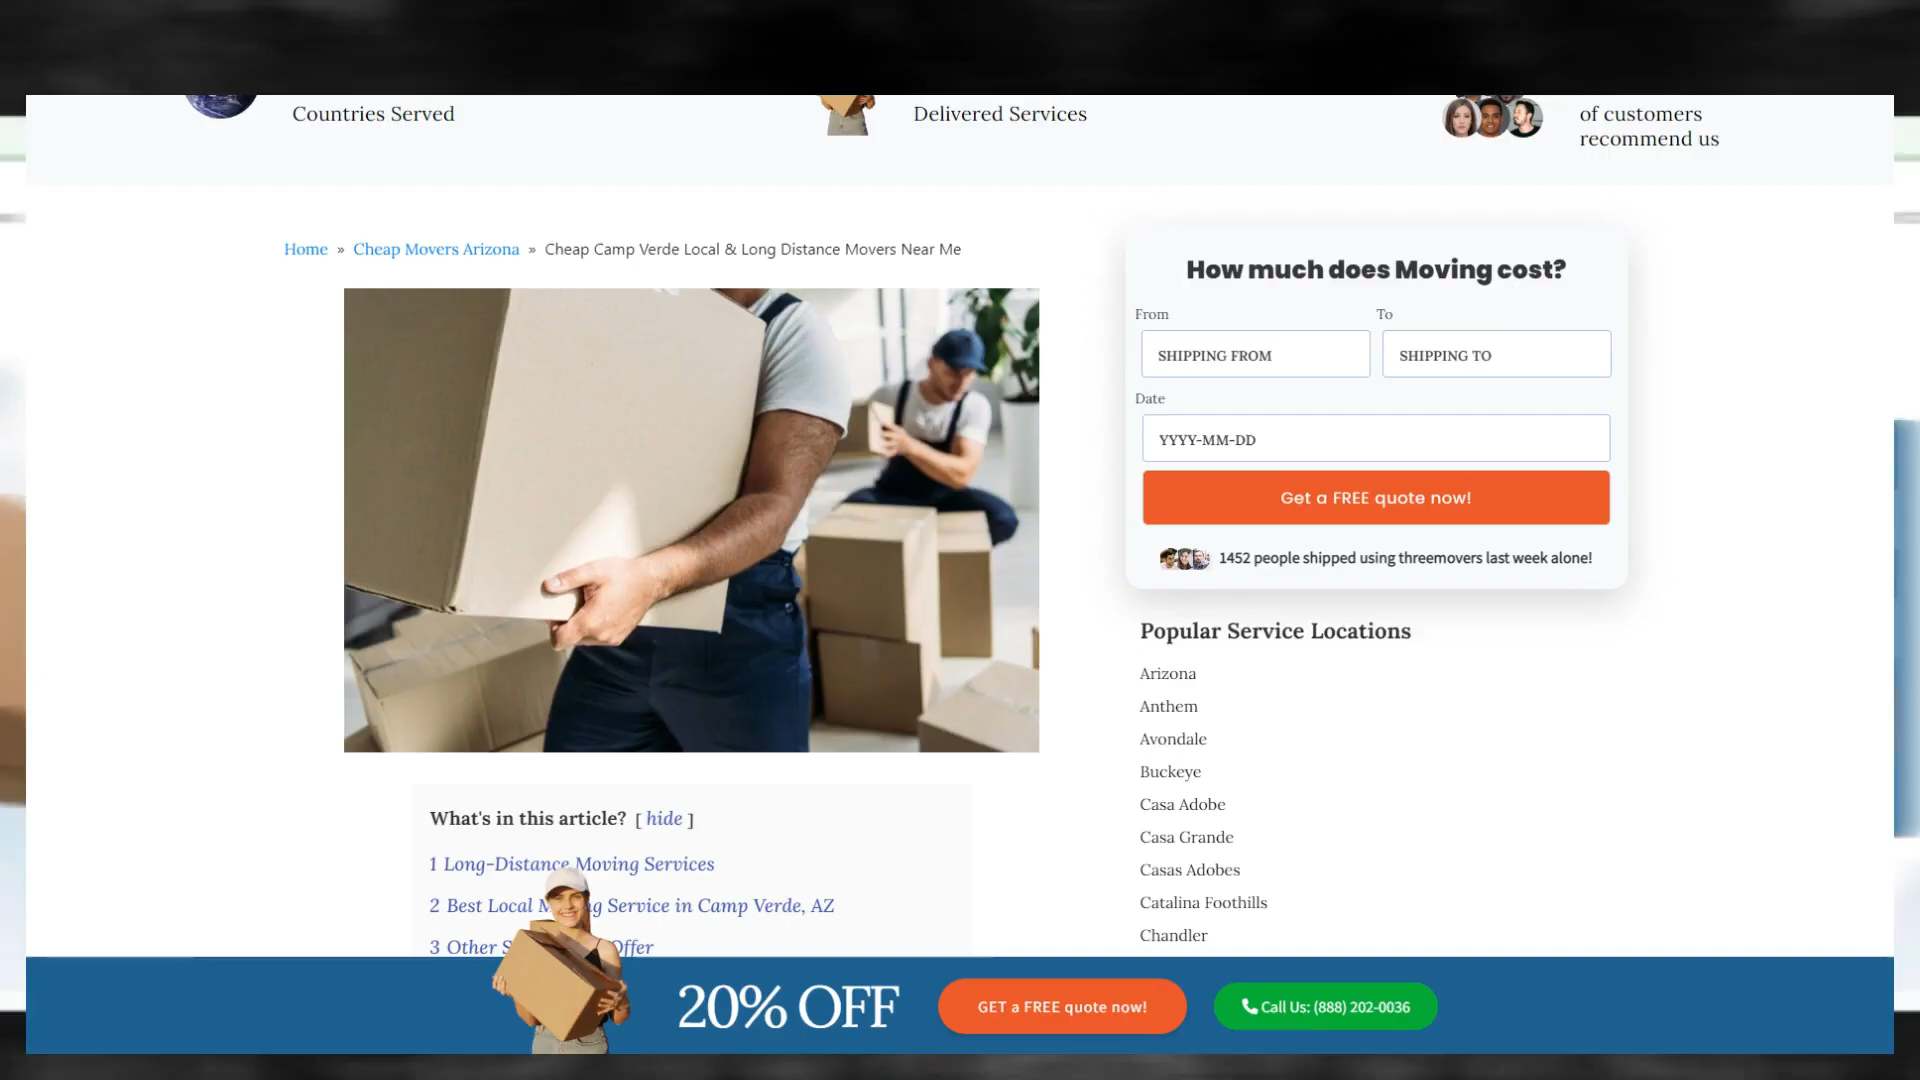 Countries Served
Delivered Services
of customers
recommend us
Home » Cheap Movers Arizona » Cheap Camp Verde Local & Long Distance Movers Near Me
How much does Moving cost?
From
To
SHIPPING FROM
SHIPPING TO
Date
YYYY-MM-DD
Get a FREE quote now!
1452 people shipped using threemovers last week alone!
Popular Service Locations
Arizona
Anthem
Avondale
Buckeye
Casa Adobe
Casa Grande
Casas Adobes
Catalina Foothills
Chandler
What's in this article? [ hide ]
1 Long-Distance Moving Services
2 Best Local Service in Camp Verde, AZ
3 Other
20% OFF
GET a FREE quote now!
Call Us: (888) 202-0036